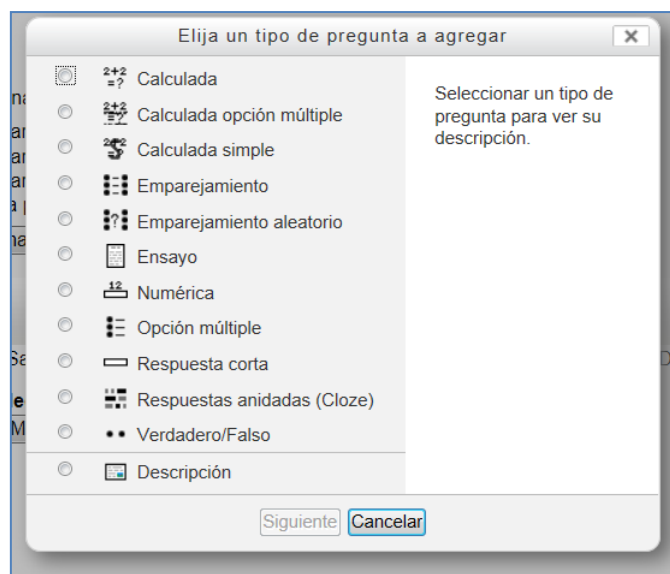 Elija un tipo de pregunta a agregar
Calculada
Calculada opción múltiple
Calculada simple
Emparejamiento
Emparejamiento aleatorio
Ensayo
Numérica
Opción múltiple
Respuesta corta
Respuestas anidadas (Cloze)
Verdadero/Falso
Descripción
Seleccionar un tipo de
pregunta para ver su
descripción.
Siguiente Cancelar